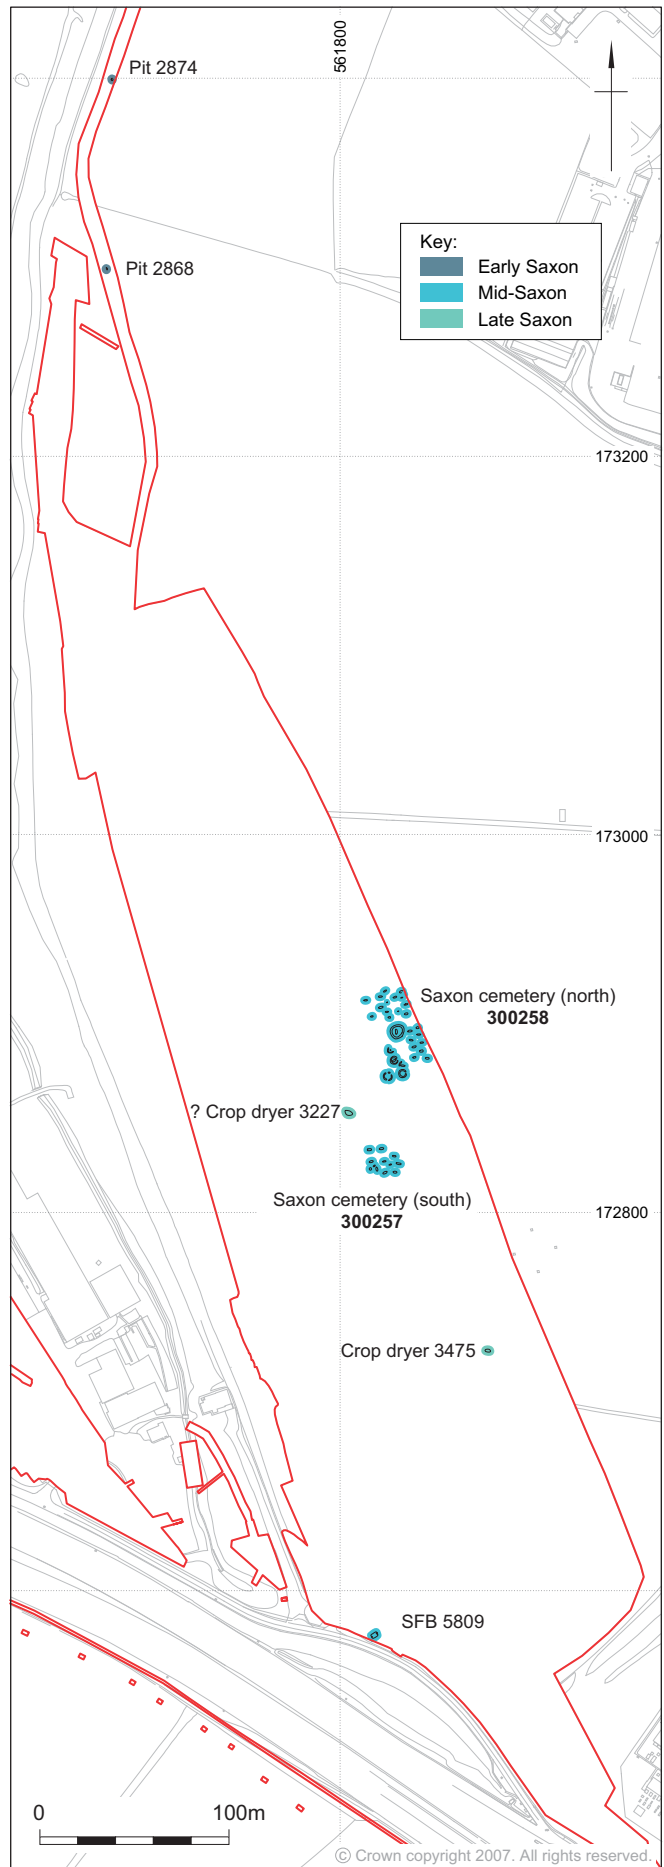 561800
Pit 2874
Key:
Early Saxon
Mid-Saxon
Late Saxon
Pit 2868
173200
173000
Saxon cemetery (north)
300258
? Crop dryer 3227
Saxon cemetery (south)
300257
172800
Crop dryer 3475
SFB 5809
0 100m
© Crown copyright 2007. All rights reserved.